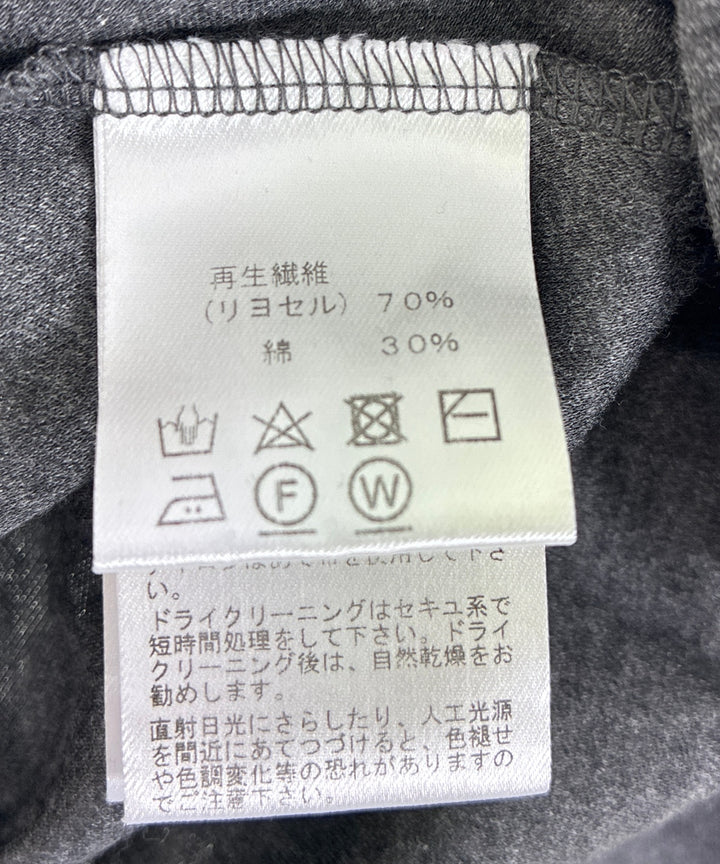 再生繊維
(リヨセル) 70%
綿 30%
F W
い。
ドライクリーニングはセキユ系で
短時間処理をして下さい。ドライ
クリーニング後は、自然乾燥をお
勧めします。
直射日光にさらしたり、人工光源
を間近にあてつづけると、色褪せ
や色調変化等の恐れがありますの
でご注意下さい。